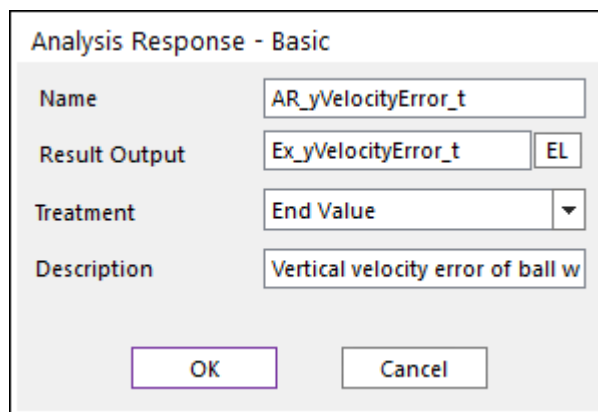 Analysis Response - Basic
Name AR_yVelocityError_t
Result Output Ex_yVelocityError_t EL
Treatment End Value
Description Vertical velocity error of ball w
OK Cancel